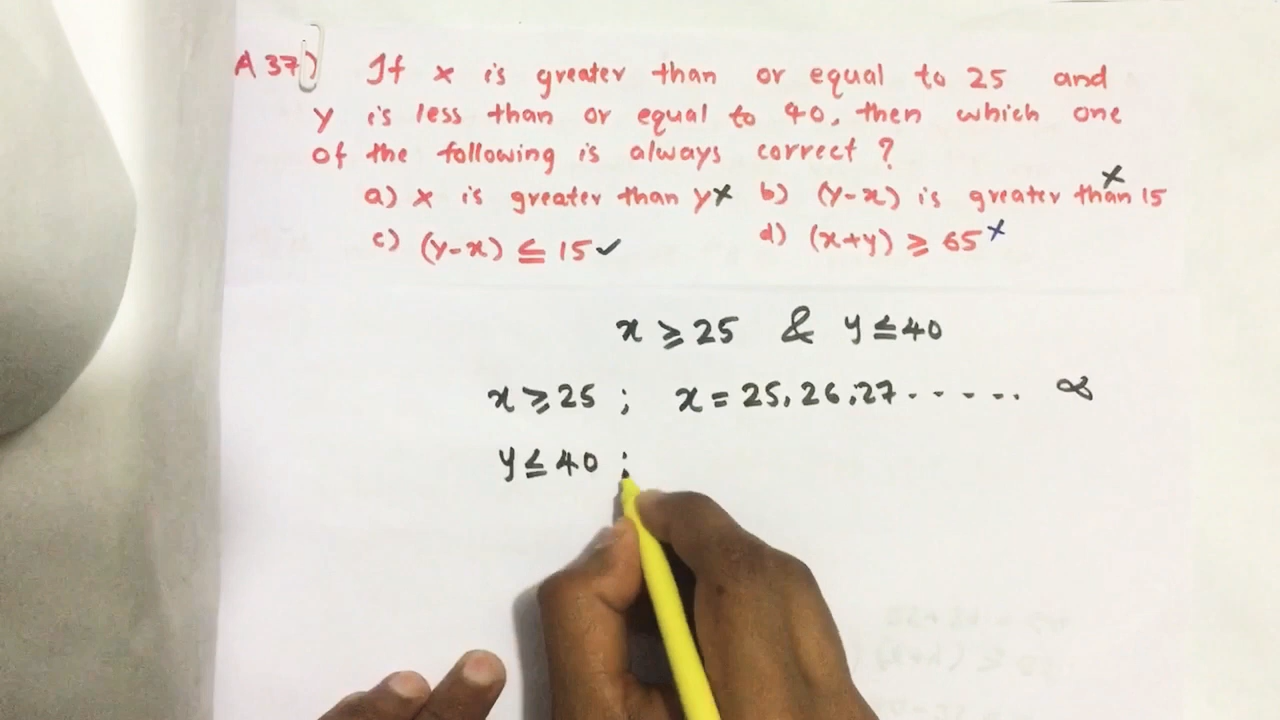 A 37) If x is greater than or equal to 25 and
y is less than or equal to 40, then which one
of the following is always correct ?
a) x is greater than y × b) (y-x) is greater than 15 ×
c) (y-x) ≤ 15 ✓ d) (x+y) ≥ 65 ×
x ≥ 25 & y ≤ 40
x ≥ 25 ; x = 25, 26, 27 ...... ∞
y ≤ 40 ;